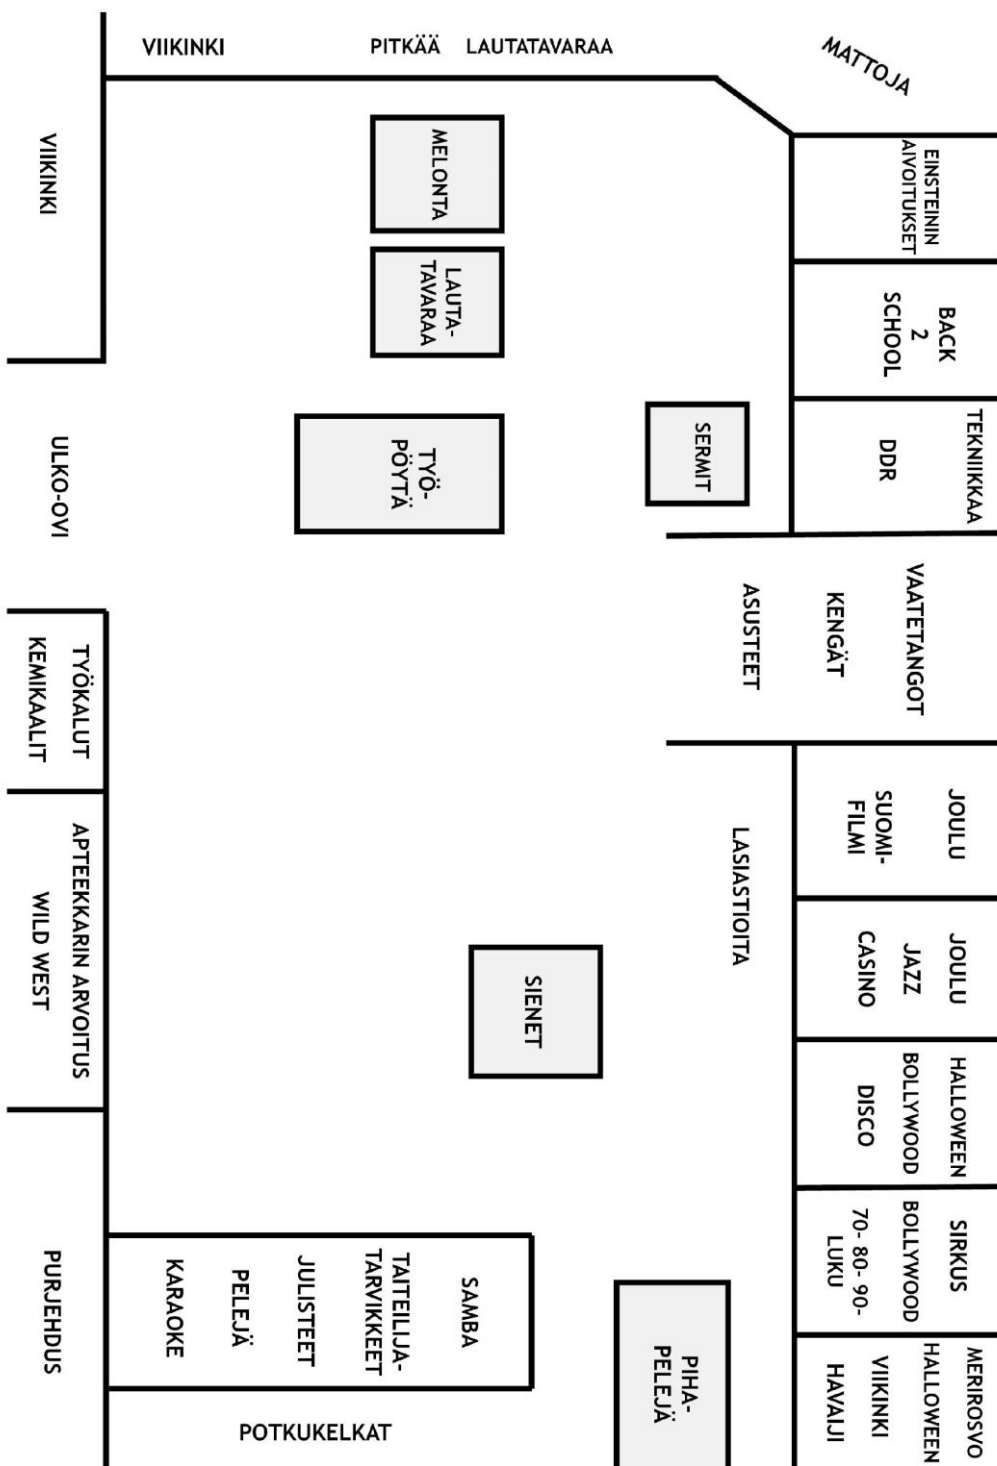 VIIKINKI
PITKÄÄ LAUTATAVARAA
MATTOJA
VIIKINKI
MELONTA
LAUTA-
TAVARAA
EINSTEININ
AIVOITUKSET
BACK
2
SCHOOL
TEKNIIKKAA
DDR
SERMIT
TYÖ-
PÖYTÄ
ULKO-OVI
VAATETANGOT
KENGÄT
ASUSTEET
TYÖKALUT
KEMIKAALIT
JOULU
SUOMI-
FILMI
LASIASTIOITA
APTEEKKARIN ARVOITUS
WILD WEST
JOULU
JAZZ
CASINO
SIENET
HALLOWEEN
BOLLYWOOD
DISCO
SIRKUS
BOLLYWOOD
70- 80- 90-
LUKU
PURJEHDUS
SAMBA
TAITEILIJA-
TARVIKKEET
JULISTEET
PELEJÄ
KARAOKE
PIHA-
PELEJÄ
MERIROSVO
HALLOWEEN
VIIKINKI
HAVAIJI
POTKUKELKAT